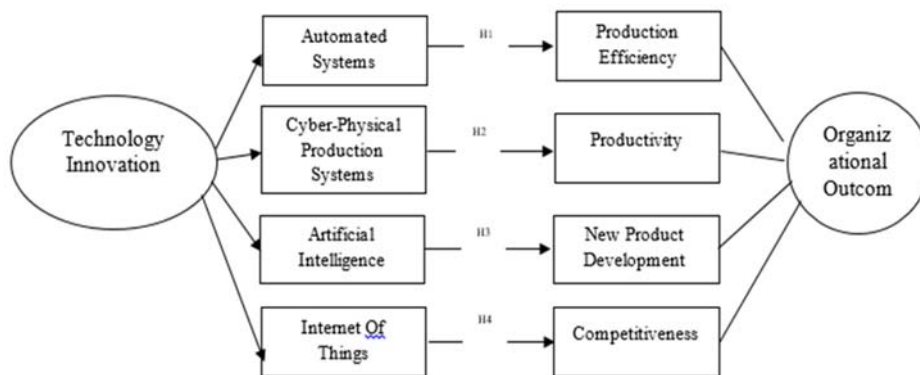 Technology
Innovation
Automated
Systems
H1
Production
Efficiency
Cyber-Physical
Production
Systems
H2
Productivity
Artificial
Intelligence
H3
New Product
Development
Internet Of
Things
H4
Competitiveness
Organiz
ational
Outcom